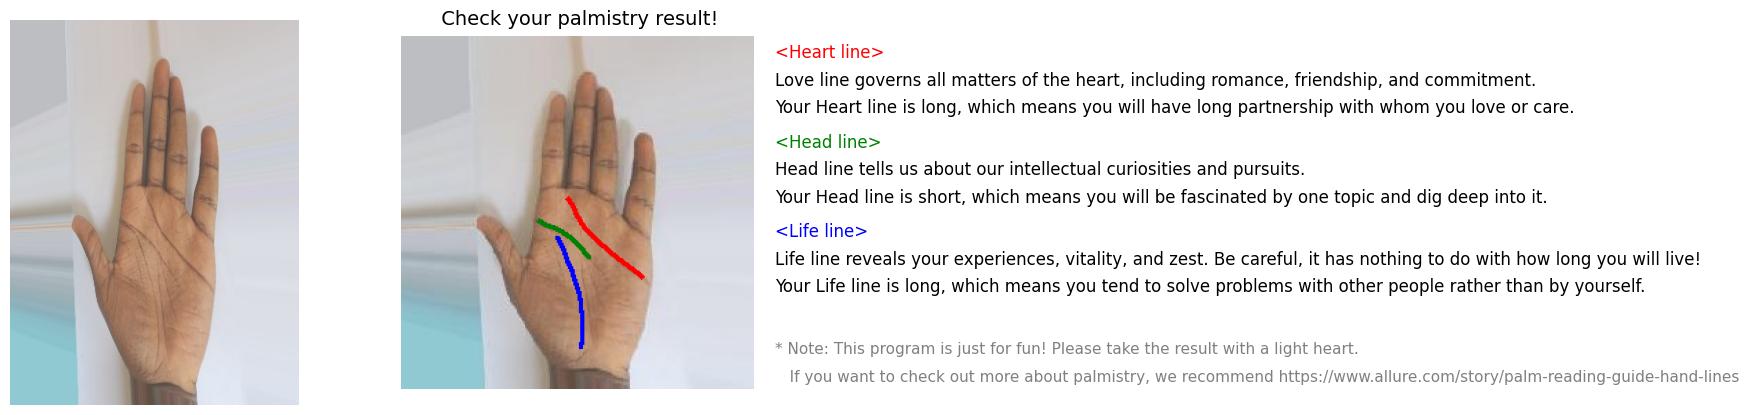 Check your palmistry result!
<Heart line>
Love line governs all matters of the heart, including romance, friendship, and commitment.
Your Heart line is long, which means you will have long partnership with whom you love or care.
<Head line>
Head line tells us about our intellectual curiosities and pursuits.
Your Head line is short, which means you will be fascinated by one topic and dig deep into it.
<Life line>
Life line reveals your experiences, vitality, and zest. Be careful, it has nothing to do with how long you will live!
Your Life line is long, which means you tend to solve problems with other people rather than by yourself.
* Note: This program is just for fun! Please take the result with a light heart.
If you want to check out more about palmistry, we recommend https://www.allure.com/story/palm-reading-guide-hand-lines